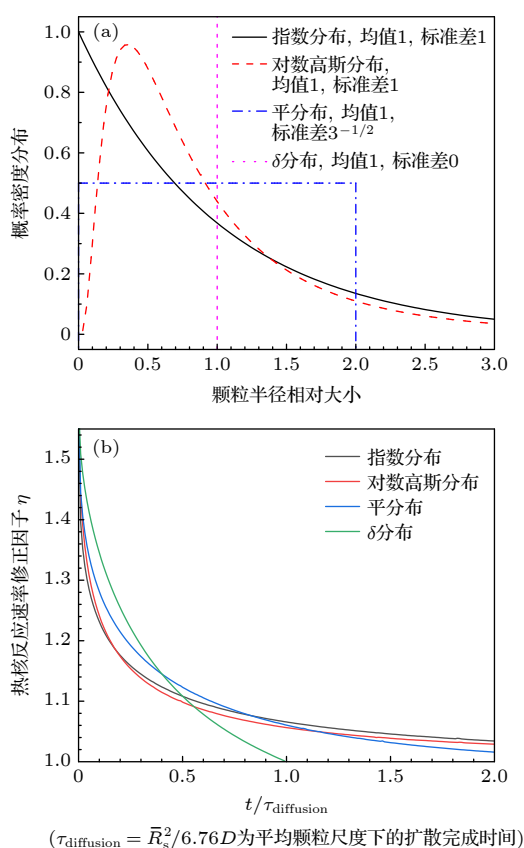 (a)
指数分布, 均值1, 标准差1
对数高斯分布,
均值1, 标准差1
平分布, 均值1,
标准差3^{-1/2}
δ分布, 均值1, 标准差0
概率密度分布
1.0
0.8
0.6
0.4
0.2
0
0 0.5 1.0 1.5 2.0 2.5 3.0
颗粒半径相对大小
(b)
指数分布
对数高斯分布
平分布
δ分布
热核反应速率修正因子 η
1.5
1.4
1.3
1.2
1.1
1.0
0 0.5 1.0 1.5 2.0
t/τ_{diffusion}
(τ_{diffusion} = R̄_s^2/6.76D为平均颗粒尺度下的扩散完成时间)